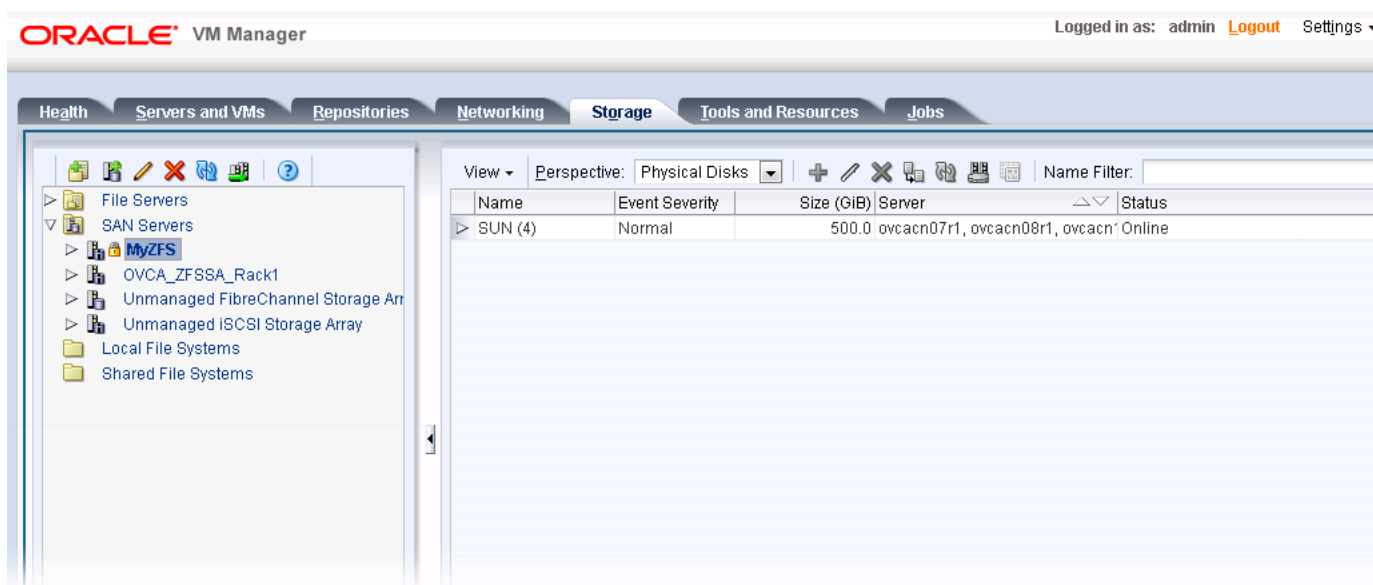 ORACLE VM Manager
Logged in as: admin Logout Settings
Health Servers and VMs Repositories Networking Storage Tools and Resources Jobs
File Servers
SAN Servers
MyZFS
OVCA_ZFSSA_Rack1
Unmanaged FibreChannel Storage Arr
Unmanaged iSCSI Storage Array
Local File Systems
Shared File Systems
View Perspective: Physical Disks Name Filter:
Name Event Severity Size (GiB) Server Status
SUN (4) Normal 500.0 ovcacn07r1, ovcacn08r1, ovcacn1 Online